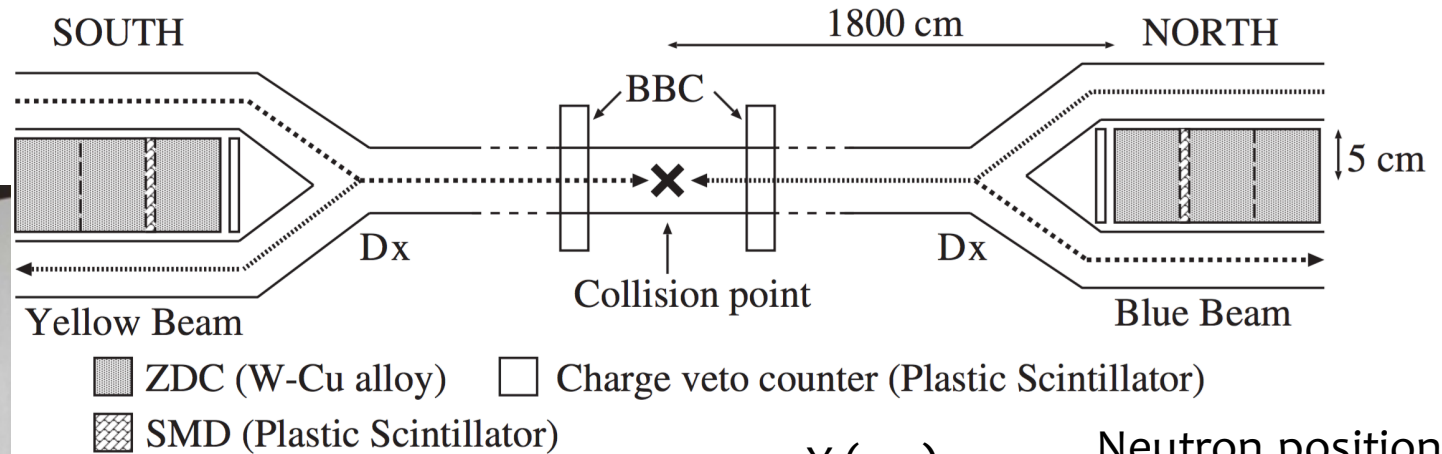 SOUTH
1800 cm
NORTH
BBC
5 cm
Dx
Dx
Collision point
Yellow Beam
Blue Beam
ZDC (W-Cu alloy)
Charge veto counter (Plastic Scintillator)
SMD (Plastic Scintillator)
Neutron position